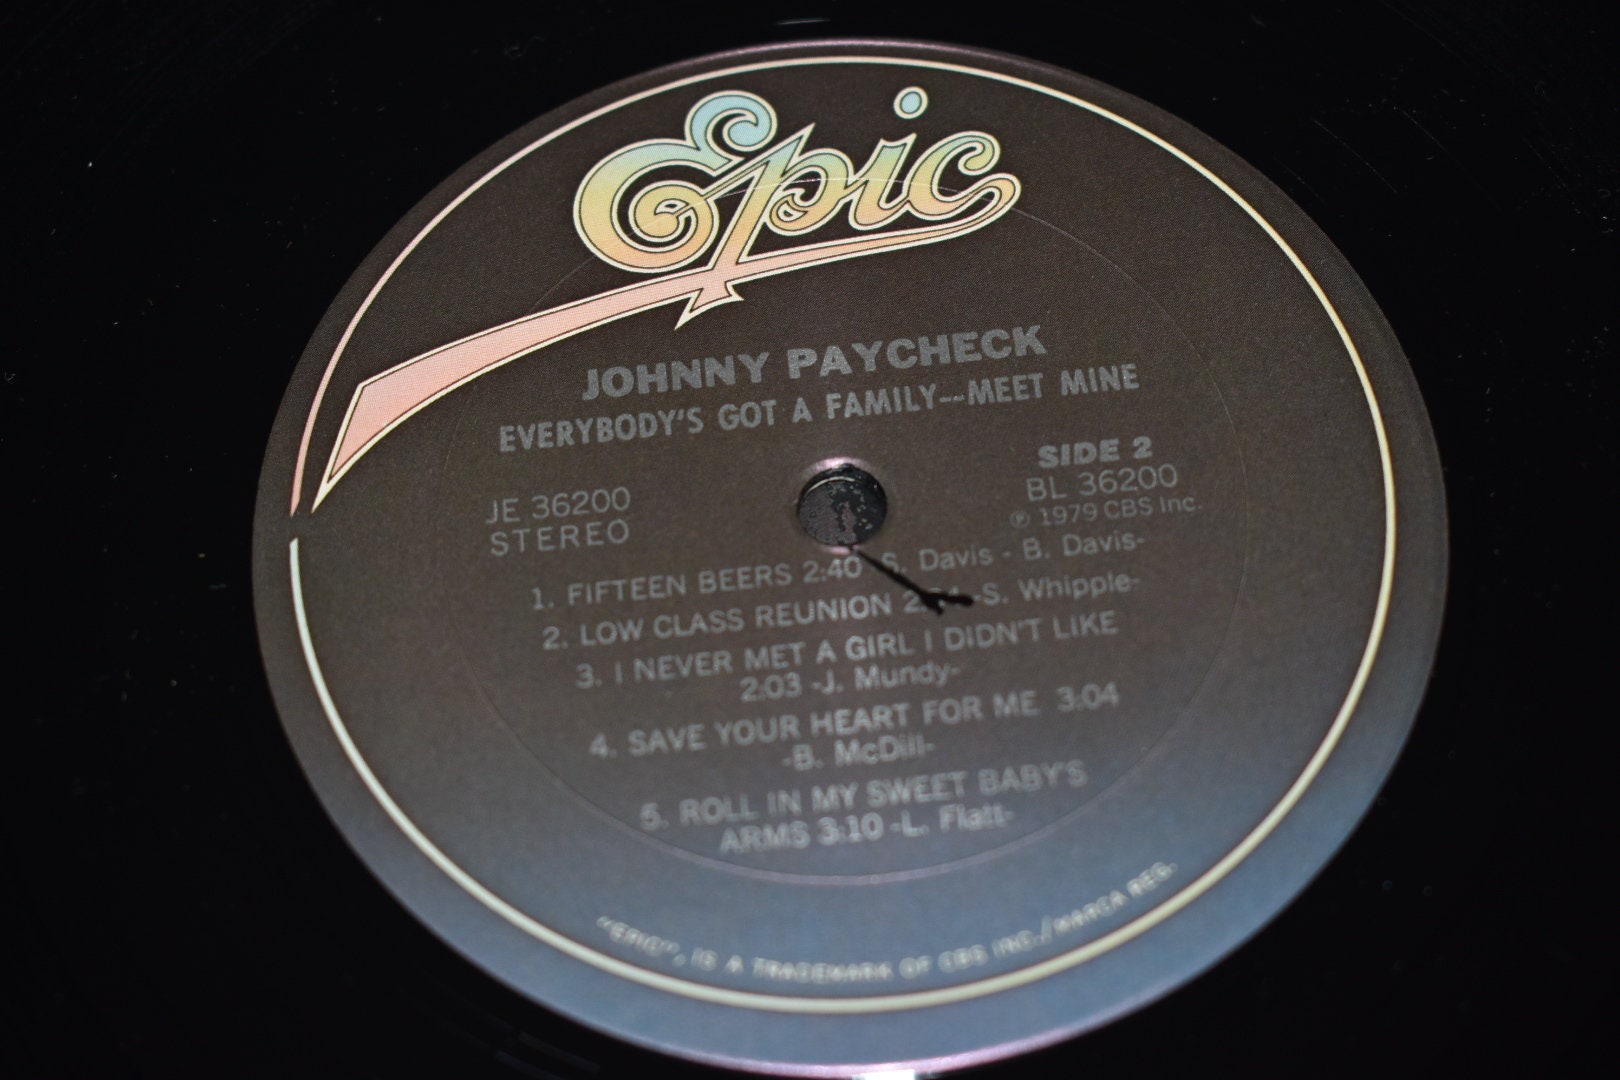 Epic
JOHNNY PAYCHECK
EVERYBODY'S GOT A FAMILY--MEET MINE
SIDE 2
JE 36200
BL 36200
STEREO
℗ 1979 CBS Inc.
1. FIFTEEN BEERS 2:40 -S. Davis - B. Davis-
2. LOW CLASS REUNION -S. Whipple-
3. I NEVER MET A GIRL I DIDN'T LIKE
2:03 -J. Mundy-
4. SAVE YOUR HEART FOR ME 3:04
-B. McDill-
5. ROLL IN MY SWEET BABY'S
ARMS 3:10 -L. Flatt-
"EPIC", IS A TRADEMARK OF CBS INC./MARCA REG.